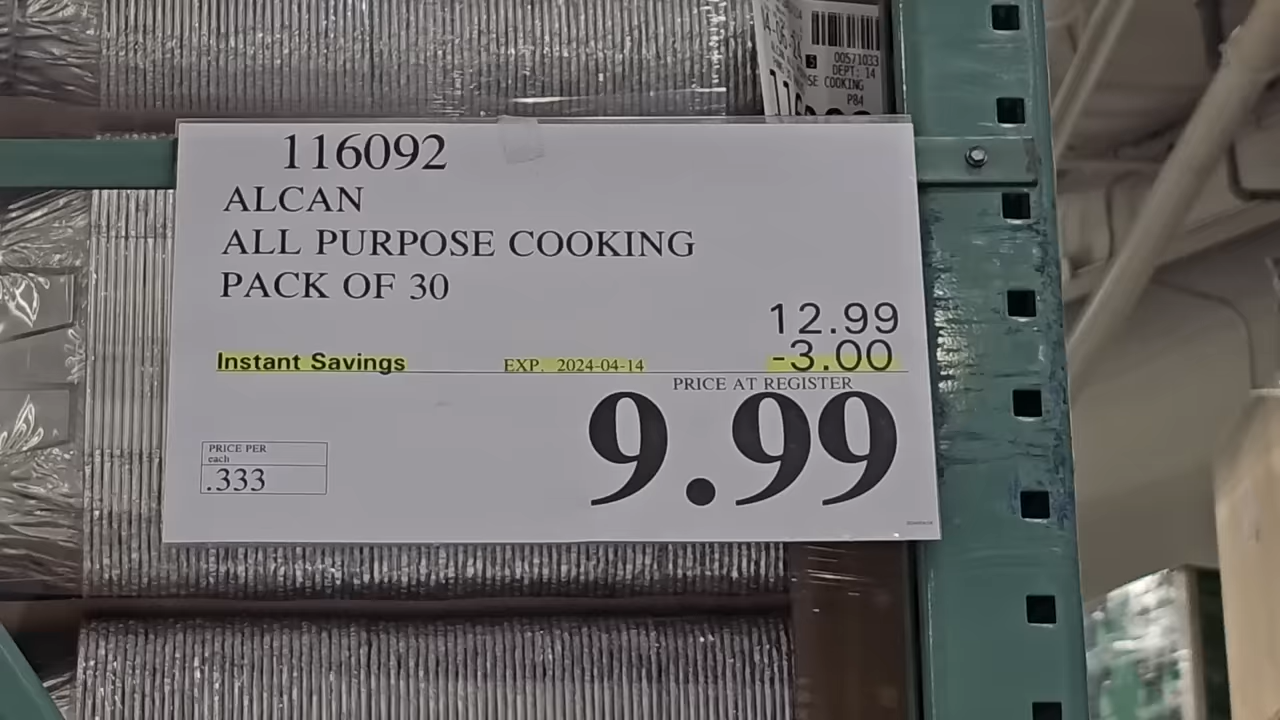 00571033
DEPT: 14
SE COOKING
P84
116092
ALCAN
ALL PURPOSE COOKING
PACK OF 30
12.99
Instant Savings EXP. 2024-04-14 -3.00
PRICE AT REGISTER
9.99
PRICE PER
each
.333